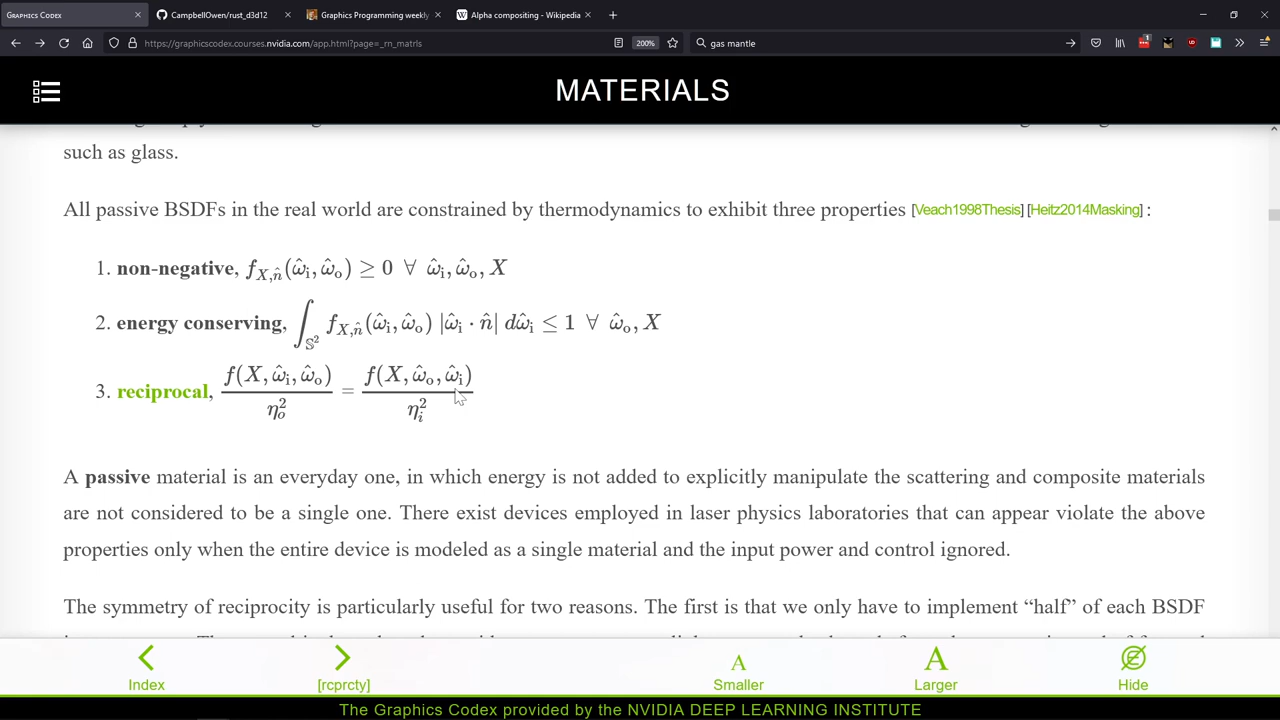 GRAPHICS CODEX
CampbellOwen/rust_d3d12
Graphics Programming weekly
Alpha compositing - Wikipedia
https://graphicscodex.courses.nvidia.com/app.html?page=_rn_matrls
200%
gas mantle
MATERIALS
such as glass.
All passive BSDFs in the real world are constrained by thermodynamics to exhibit three properties [Veach1998Thesis] [Heitz2014Masking] :
1. non-negative, f_{X,n̂}(ω̂_i, ω̂_o) ≥ 0 ∀ ω̂_i, ω̂_o, X
2. energy conserving, ∫_{𝕊²} f_{X,n̂}(ω̂_i, ω̂_o) |ω̂_i · n̂| dω̂_i ≤ 1 ∀ ω̂_o, X
3. reciprocal, f(X, ω̂_i, ω̂_o) / η_o² = f(X, ω̂_o, ω̂_i) / η_i²
A passive material is an everyday one, in which energy is not added to explicitly manipulate the scattering and composite materials
are not considered to be a single one. There exist devices employed in laser physics laboratories that can appear violate the above
properties only when the entire device is modeled as a single material and the input power and control ignored.
The symmetry of reciprocity is particularly useful for two reasons. The first is that we only have to implement “half” of each BSDF
Index
[rcprcty]
A
Smaller
A
Larger
Hide
The Graphics Codex provided by the NVIDIA DEEP LEARNING INSTITUTE